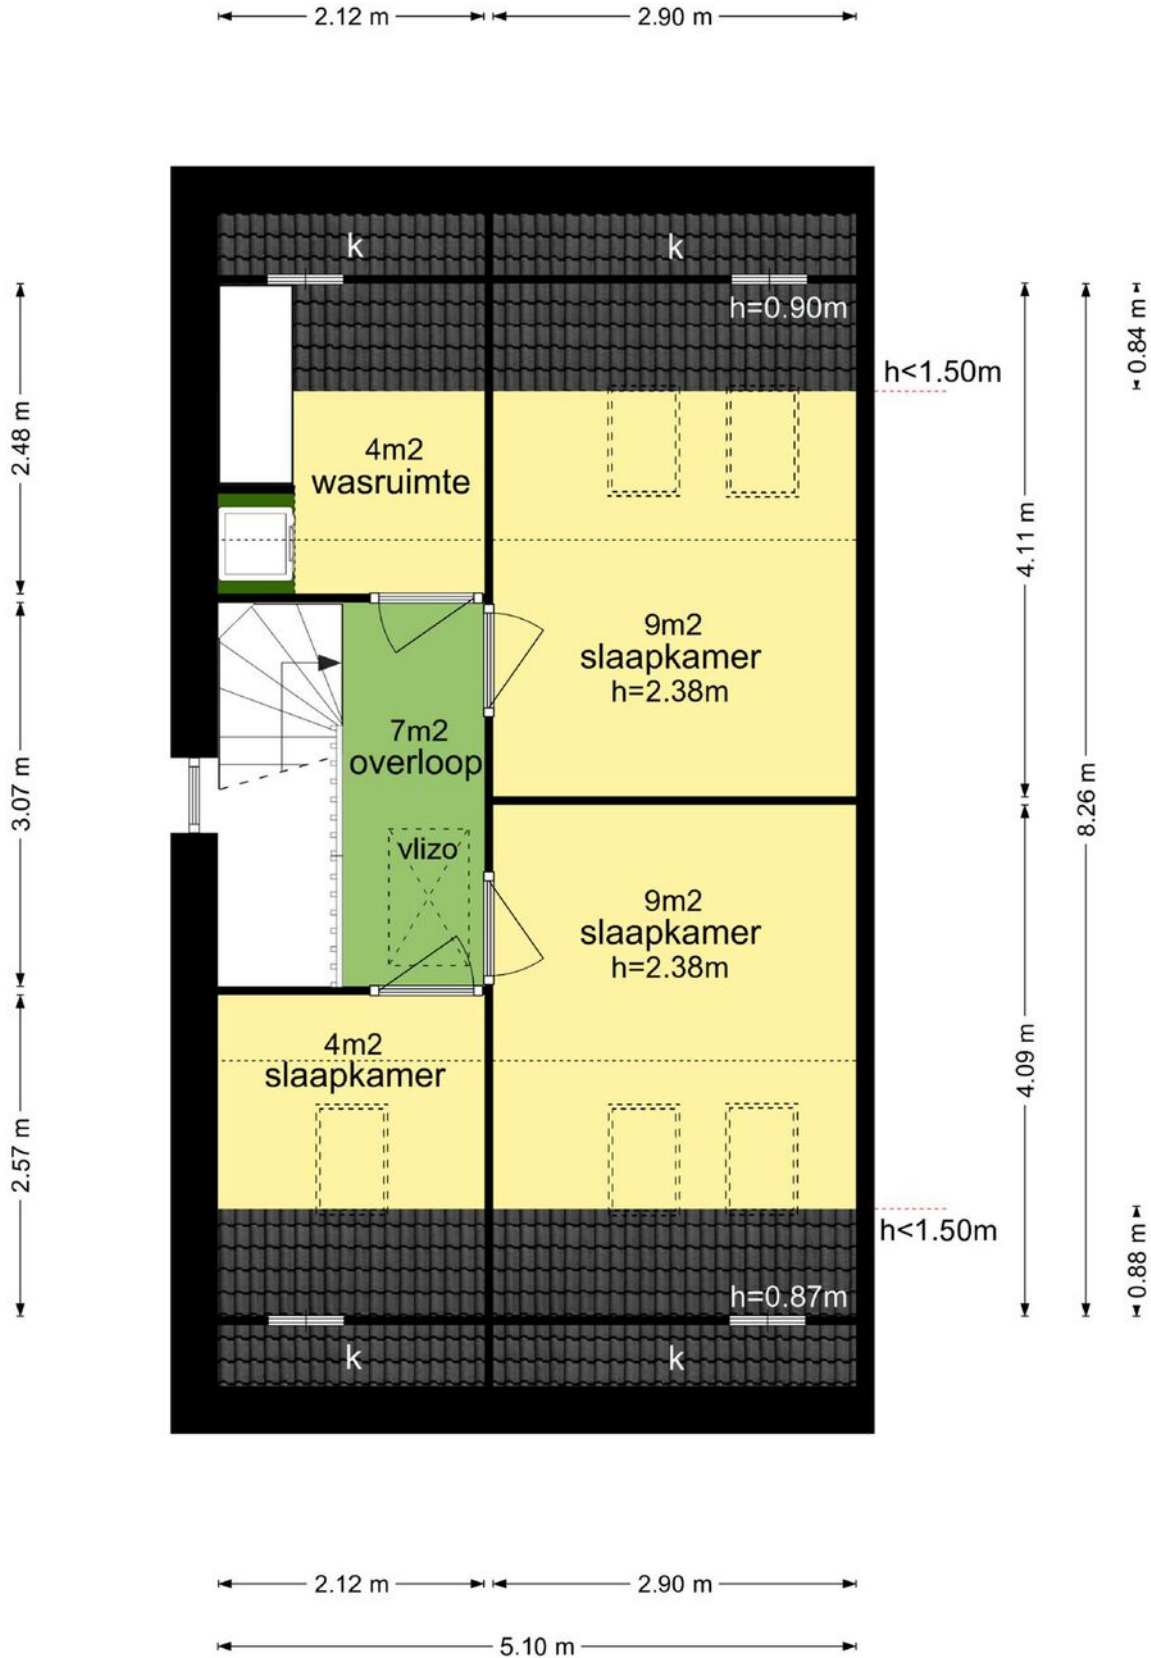 2.12 m
2.90 m
k
k
h=0.90m
h<1.50m
0.84 m
2.48 m
4m2
wasruimte
4.11 m
9m2
slaapkamer
h=2.38m
7m2
overloop
3.07 m
8.26 m
vlizo
9m2
slaapkamer
h=2.38m
4m2
slaapkamer
4.09 m
2.57 m
h<1.50m
0.88 m
h=0.87m
k
k
2.12 m
2.90 m
5.10 m